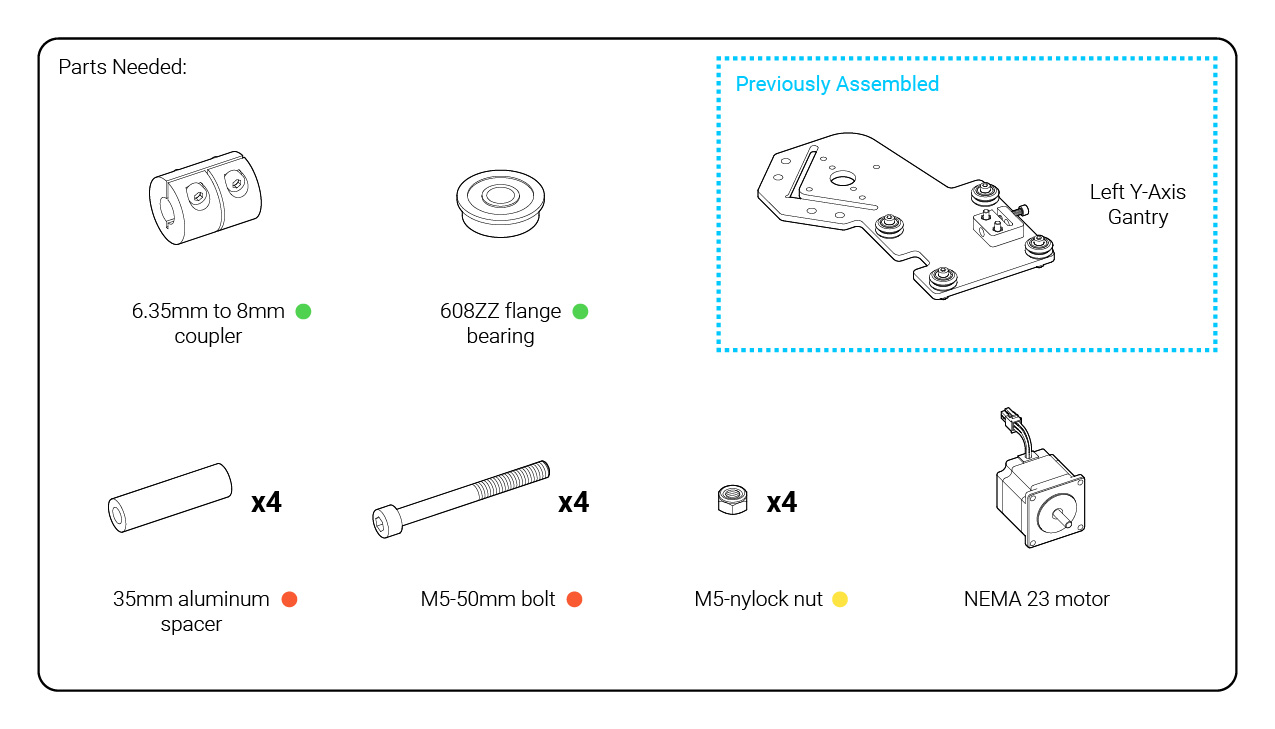 Parts Needed:
Previously Assembled
Left Y-Axis
Gantry
6.35mm to 8mm
coupler
608ZZ flange
bearing
x4
x4
x4
35mm aluminum
spacer
M5-50mm bolt
M5-nylock nut
NEMA 23 motor